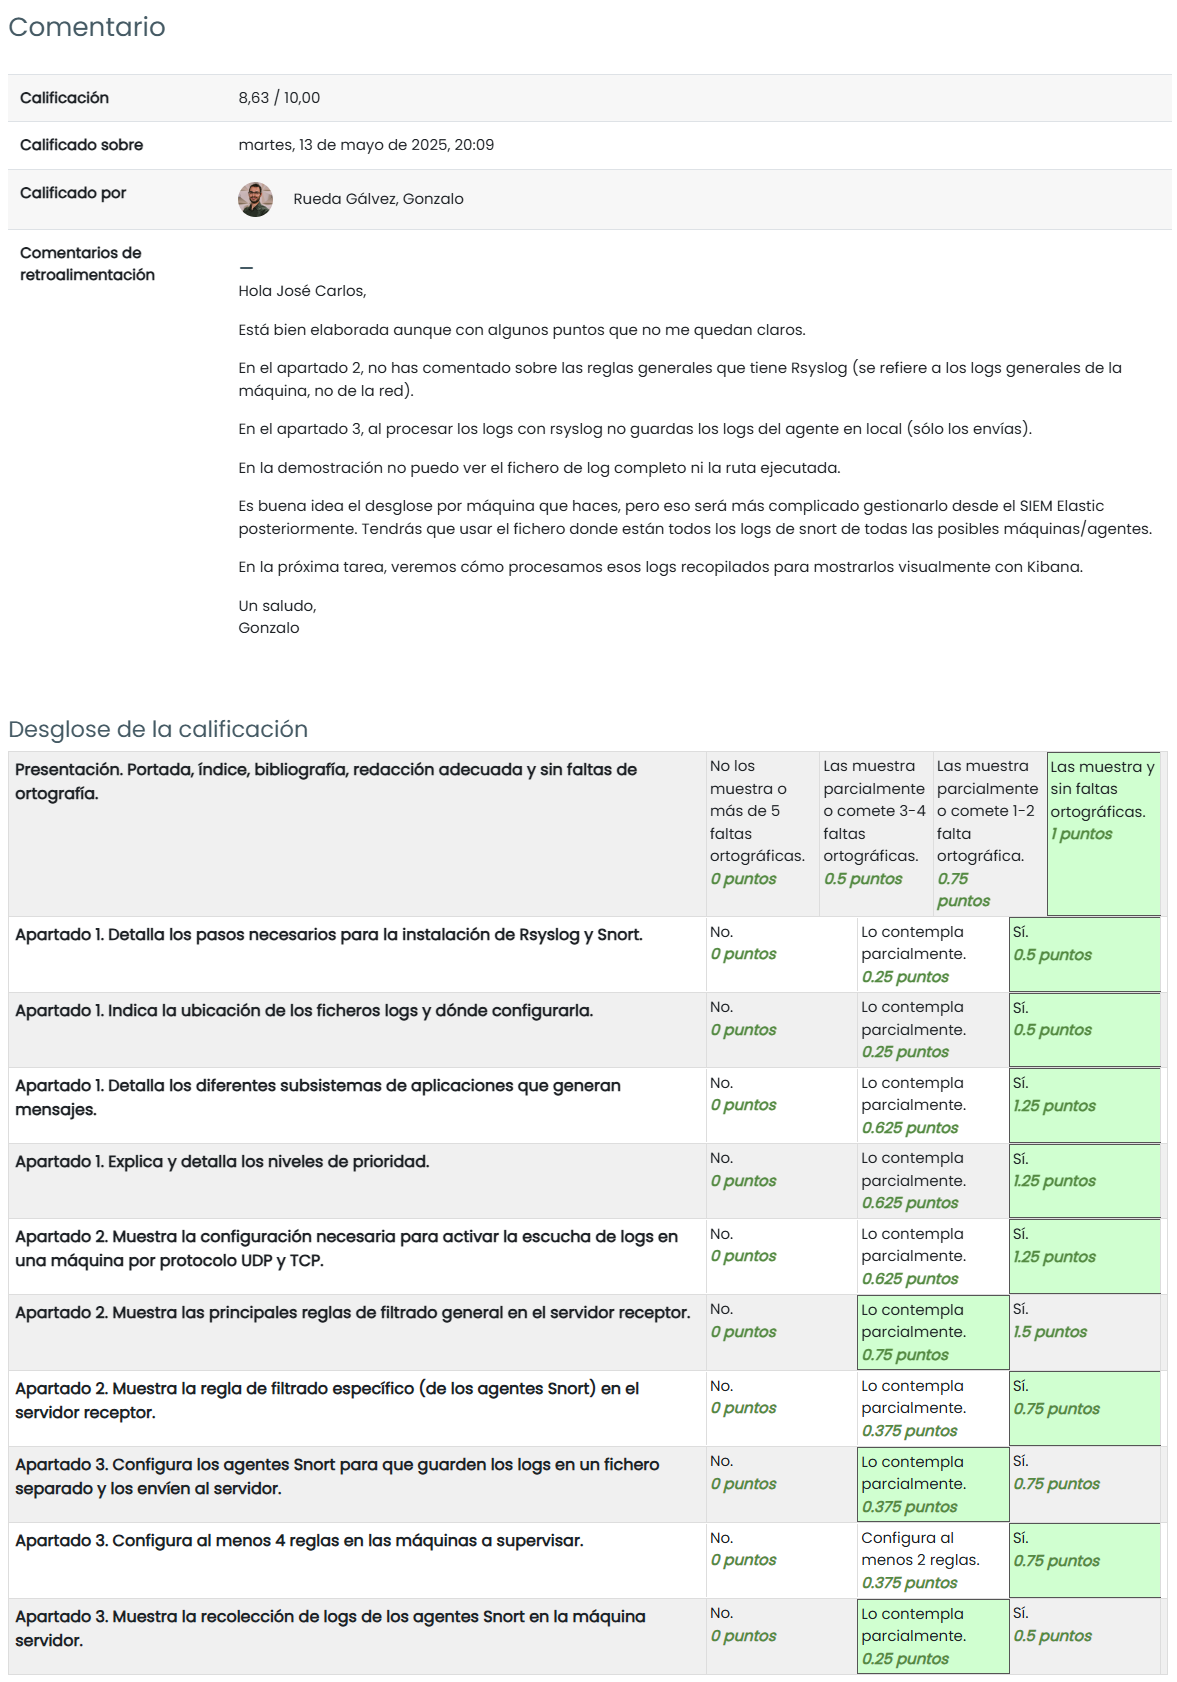 Comentario
Calificación
8,63 / 10,00
Calificado sobre
martes, 13 de mayo de 2025, 20:09
Calificado por
Rueda Gálvez, Gonzalo
Comentarios de
retroalimentación
—
Hola José Carlos,
Está bien elaborada aunque con algunos puntos que no me quedan claros.
En el apartado 2, no has comentado sobre las reglas generales que tiene Rsyslog (se refiere a los logs generales de la
máquina, no de la red).
En el apartado 3, al procesar los logs con rsyslog no guardas los logs del agente en local (sólo los envías).
En la demostración no puedo ver el fichero de log completo ni la ruta ejecutada.
Es buena idea el desglose por máquina que haces, pero eso será más complicado gestionarlo desde el SIEM Elastic
posteriormente. Tendrás que usar el fichero donde están todos los logs de snort de todas las posibles máquinas/agentes.
En la próxima tarea, veremos cómo procesamos esos logs recopilados para mostrarlos visualmente con Kibana.
Un saludo,
Gonzalo
Desglose de la calificación
Presentación. Portada, índice, bibliografía, redacción adecuada y sin faltas de
ortografía.
No los
muestra o
más de 5
faltas
ortográficas.
0 puntos
Las muestra
parcialmente
o comete 3-4
faltas
ortográficas.
0.5 puntos
Las muestra
parcialmente
o comete 1-2
falta
ortográfica.
0.75
puntos
Las muestra y
sin faltas
ortográficas.
1 puntos
Apartado 1. Detalla los pasos necesarios para la instalación de Rsyslog y Snort.
No.
0 puntos
Lo contempla
parcialmente.
0.25 puntos
Sí.
0.5 puntos
Apartado 1. Indica la ubicación de los ficheros logs y dónde configurarla.
No.
0 puntos
Lo contempla
parcialmente.
0.25 puntos
Sí.
0.5 puntos
Apartado 1. Detalla los diferentes subsistemas de aplicaciones que generan
mensajes.
No.
0 puntos
Lo contempla
parcialmente.
0.625 puntos
Sí.
1.25 puntos
Apartado 1. Explica y detalla los niveles de prioridad.
No.
0 puntos
Lo contempla
parcialmente.
0.625 puntos
Sí.
1.25 puntos
Apartado 2. Muestra la configuración necesaria para activar la escucha de logs en
una máquina por protocolo UDP y TCP.
No.
0 puntos
Lo contempla
parcialmente.
0.625 puntos
Sí.
1.25 puntos
Apartado 2. Muestra las principales reglas de filtrado general en el servidor receptor.
No.
0 puntos
Lo contempla
parcialmente.
0.75 puntos
Sí.
1.5 puntos
Apartado 2. Muestra la regla de filtrado específico (de los agentes Snort) en el
servidor receptor.
No.
0 puntos
Lo contempla
parcialmente.
0.375 puntos
Sí.
0.75 puntos
Apartado 3. Configura los agentes Snort para que guarden los logs en un fichero
separado y los envíen al servidor.
No.
0 puntos
Lo contempla
parcialmente.
0.375 puntos
Sí.
0.75 puntos
Apartado 3. Configura al menos 4 reglas en las máquinas a supervisar.
No.
0 puntos
Configura al
menos 2 reglas.
0.375 puntos
Sí.
0.75 puntos
Apartado 3. Muestra la recolección de logs de los agentes Snort en la máquina
servidor.
No.
0 puntos
Lo contempla
parcialmente.
0.25 puntos
Sí.
0.5 puntos